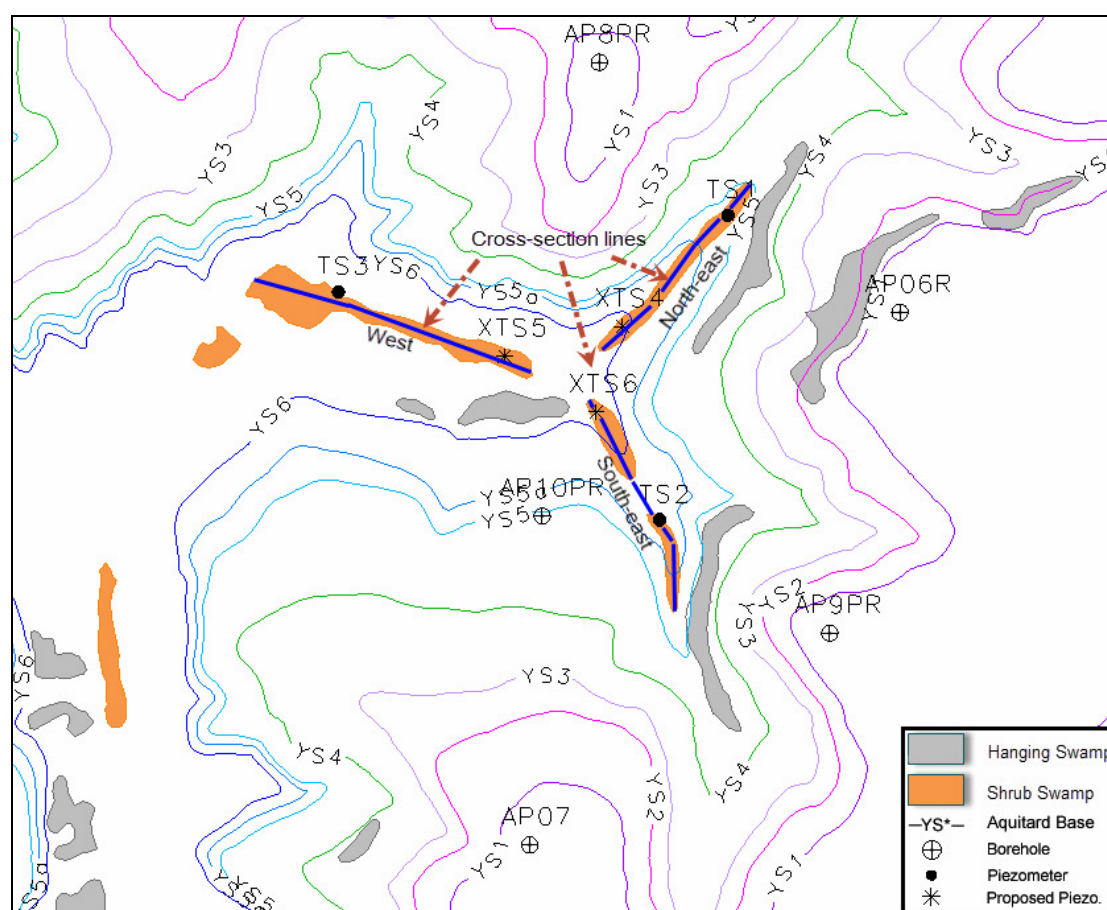 AP8PR
YS4
YS3
YS1
YS3
YS4
YS3
YS5
TS1
YS5
Cross-section lines
TS3
YS6
YS5a
XTS4
North-east
AP06R
XTS5
West
XTS6
YS6
South-east
AP10PR
YS5a
YS5
TS2
YS2
AP9PR
YS3
YS6
YS3
YS4
YS2
YS4
AP07
YS1
YS1
YS5
Hanging Swamp
Shrub Swamp
—YS*— Aquitard Base
Borehole
Piezometer
Proposed Piezo.